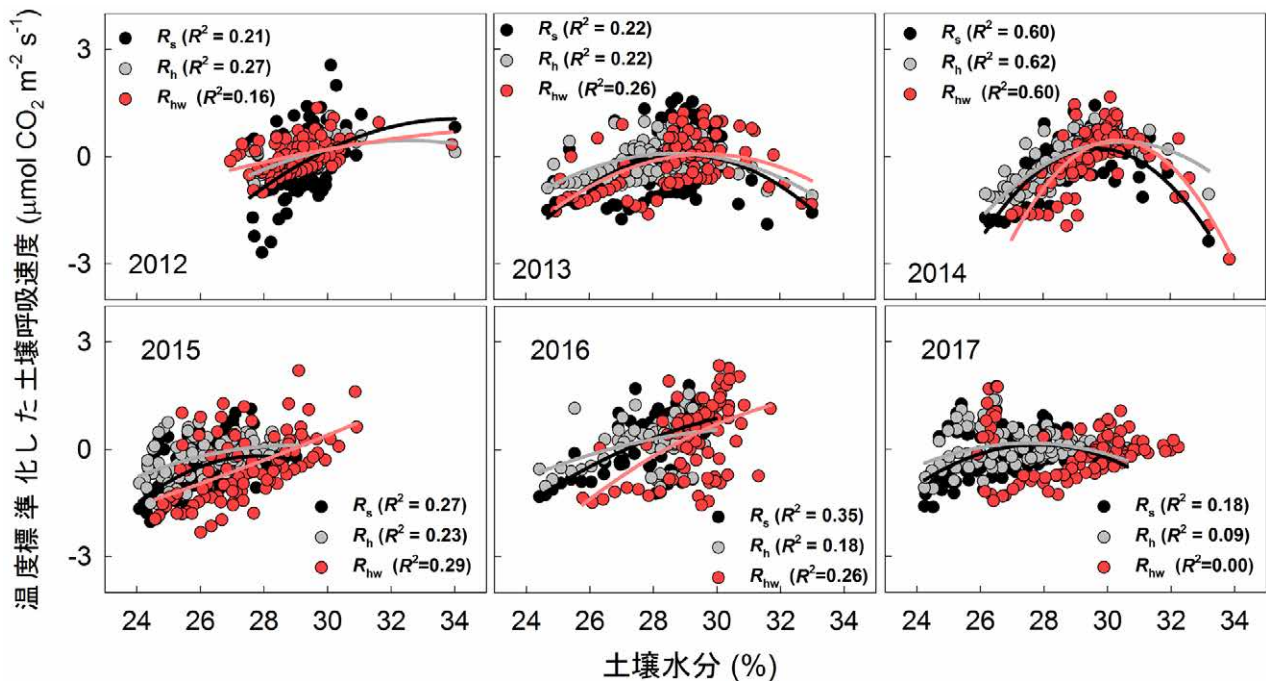 温度標準化した土壌呼吸速度 (μmol CO2 m-2 s-1)
3
0
-3
Rs (R2 = 0.21)
Rh (R2 = 0.27)
Rhw (R2=0.16)
2012
Rs (R2 = 0.22)
Rh (R2 = 0.22)
Rhw (R2=0.26)
2013
Rs (R2 = 0.60)
Rh (R2 = 0.62)
Rhw (R2=0.60)
2014
3
0
-3
2015
Rs (R2 = 0.27)
Rh (R2 = 0.23)
Rhw (R2=0.29)
2016
Rs (R2 = 0.35)
Rh (R2 = 0.18)
Rhw (R2=0.26)
2017
Rs (R2 = 0.18)
Rh (R2 = 0.09)
Rhw (R2=0.00)
24 26 28 30 32 34
24 26 28 30 32 34
24 26 28 30 32 34
土壌水分 (%)